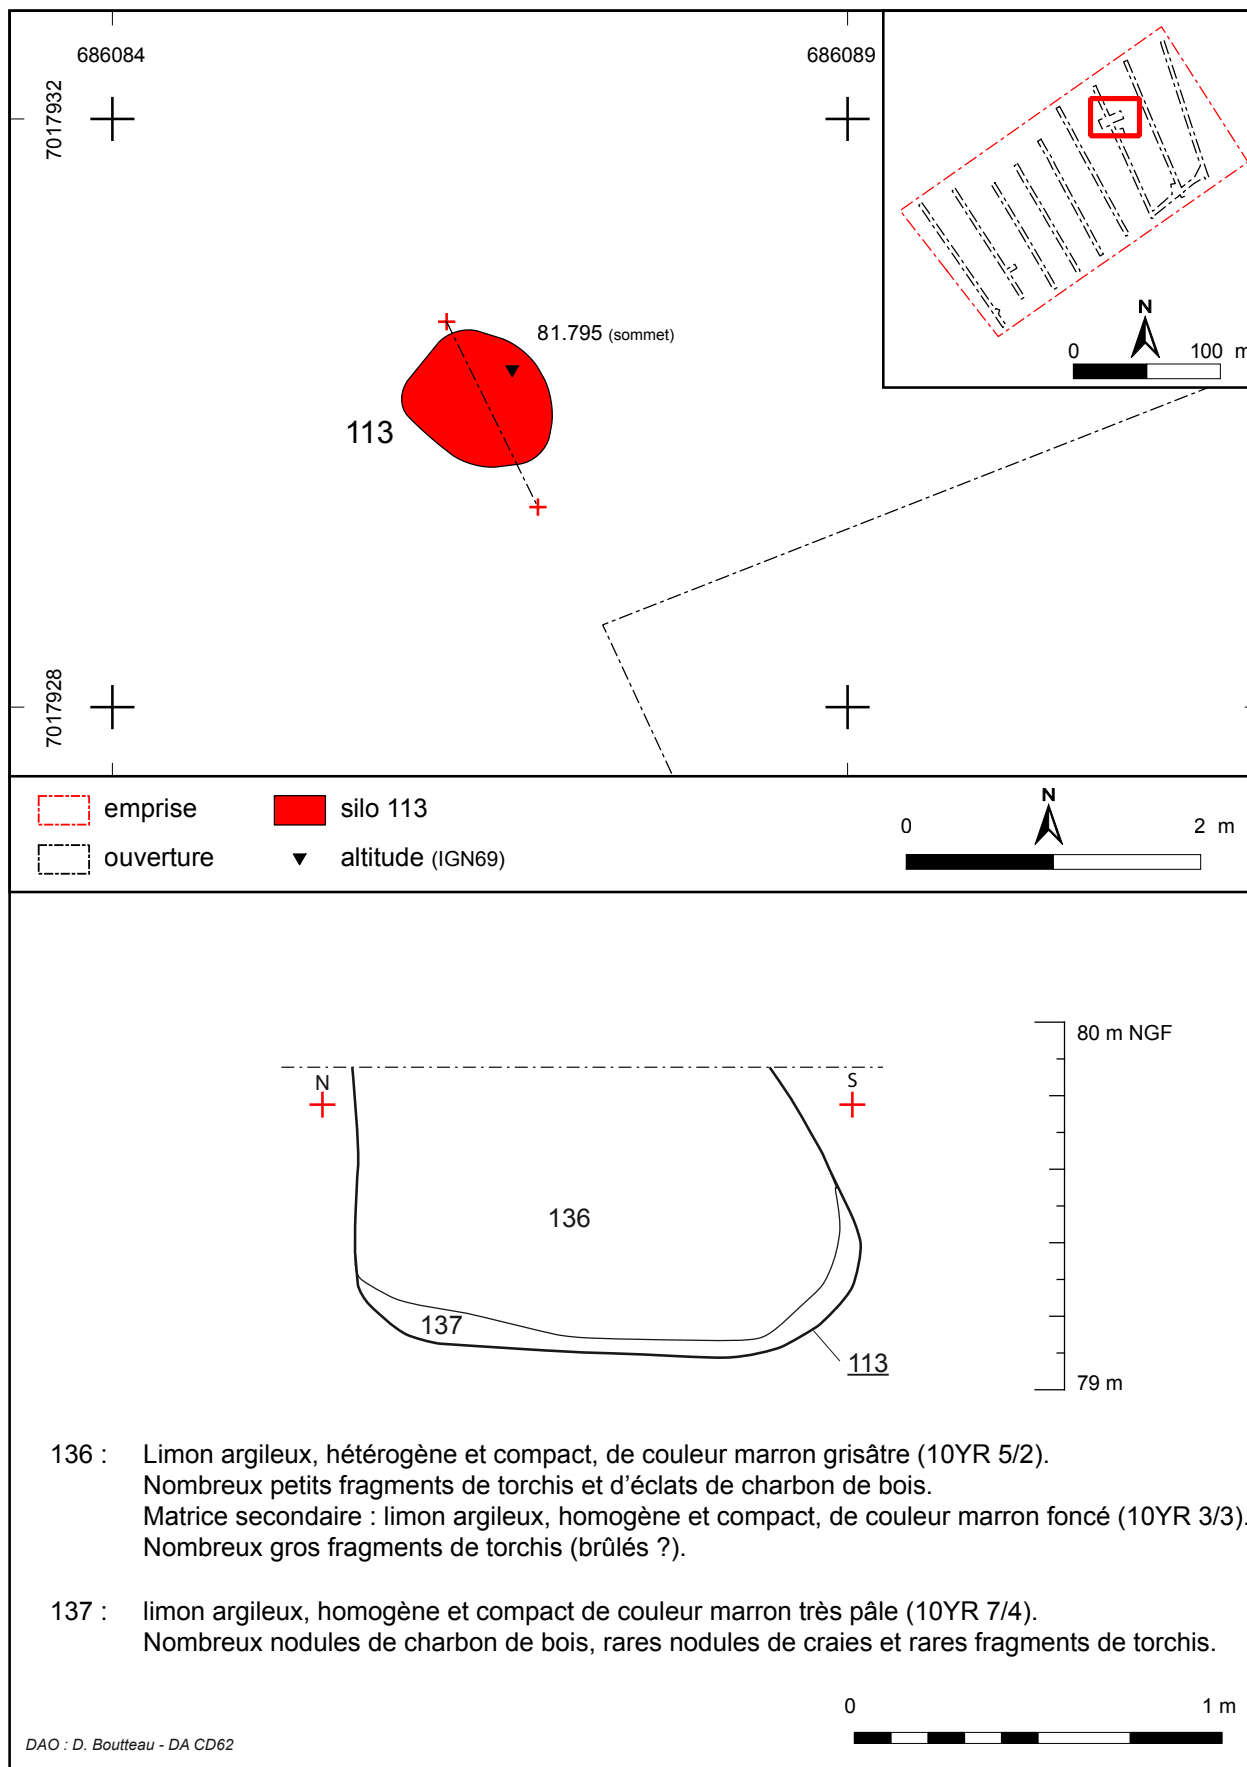 686084
686089
7017932
N
0 100 m
81.795 (sommet)
113
7017928
emprise
silo 113
ouverture
altitude (IGN69)
N
0 2 m
80 m NGF
N
S
136
137
113
79 m
136 : Limon argileux, hétérogène et compact, de couleur marron grisâtre (10YR 5/2).
Nombreux petits fragments de torchis et d’éclats de charbon de bois.
Matrice secondaire : limon argileux, homogène et compact, de couleur marron foncé (10YR 3/3).
Nombreux gros fragments de torchis (brûlés ?).
137 : limon argileux, homogène et compact de couleur marron très pâle (10YR 7/4).
Nombreux nodules de charbon de bois, rares nodules de craies et rares fragments de torchis.
0 1 m
DAO : D. Boutteau - DA CD62